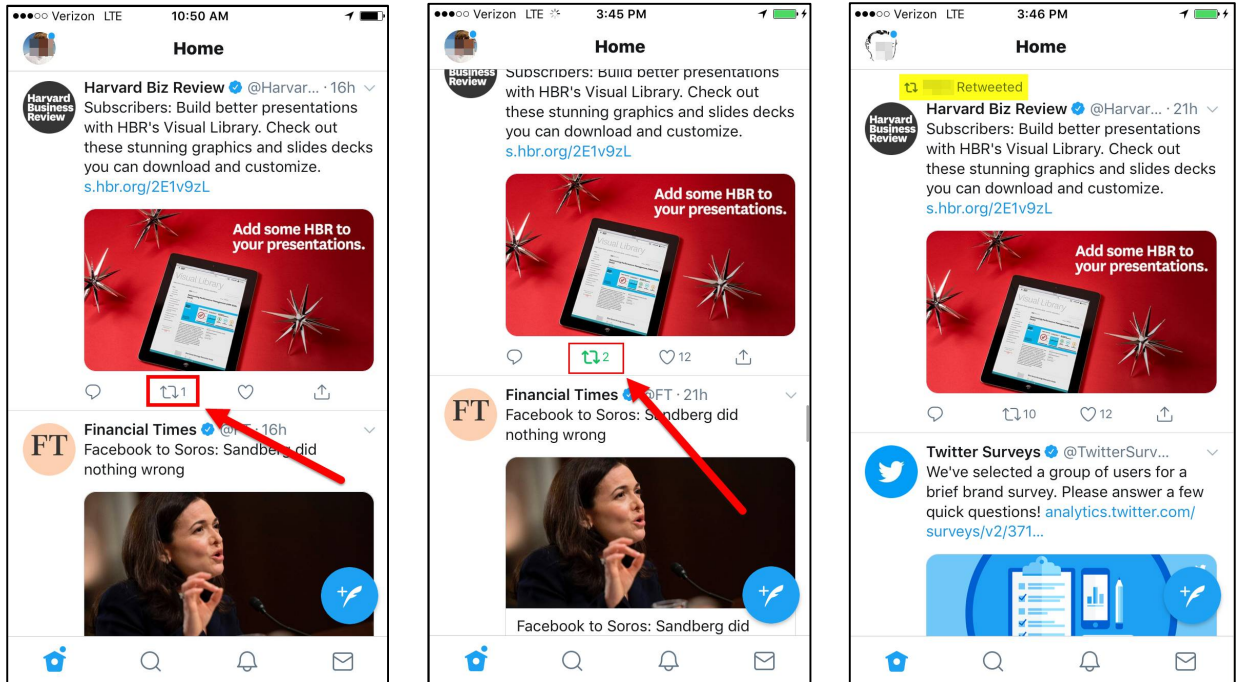 ●●●○○ Verizon LTE 10:50 AM
Home
Harvard
Business
Review
Harvard Biz Review @Harvar... · 16h
Subscribers: Build better presentations
with HBR's Visual Library. Check out
these stunning graphics and slides decks
you can download and customize.
s.hbr.org/2E1v9zL
Add some HBR to
your presentations.
Visual Library
1
FT
Financial Times @FT · 16h
Facebook to Soros: Sandberg did
nothing wrong
●●●○○ Verizon LTE 3:45 PM
Home
Business
Review
Subscribers: Build better presentations
with HBR's Visual Library. Check out
these stunning graphics and slides decks
you can download and customize.
s.hbr.org/2E1v9zL
Add some HBR to
your presentations.
Visual Library
2 12
FT
Financial Times @FT · 21h
Facebook to Soros: Sandberg did
nothing wrong
Facebook to Soros: Sandberg did
●●●○○ Verizon LTE 3:46 PM
Home
Retweeted
Harvard
Business
Review
Harvard Biz Review @Harvar... · 21h
Subscribers: Build better presentations
with HBR's Visual Library. Check out
these stunning graphics and slides decks
you can download and customize.
s.hbr.org/2E1v9zL
Add some HBR to
your presentations.
Visual Library
10 12
Twitter Surveys @TwitterSurv...
We've selected a group of users for a
brief brand survey. Please answer a few
quick questions! analytics.twitter.com/
surveys/v2/371...